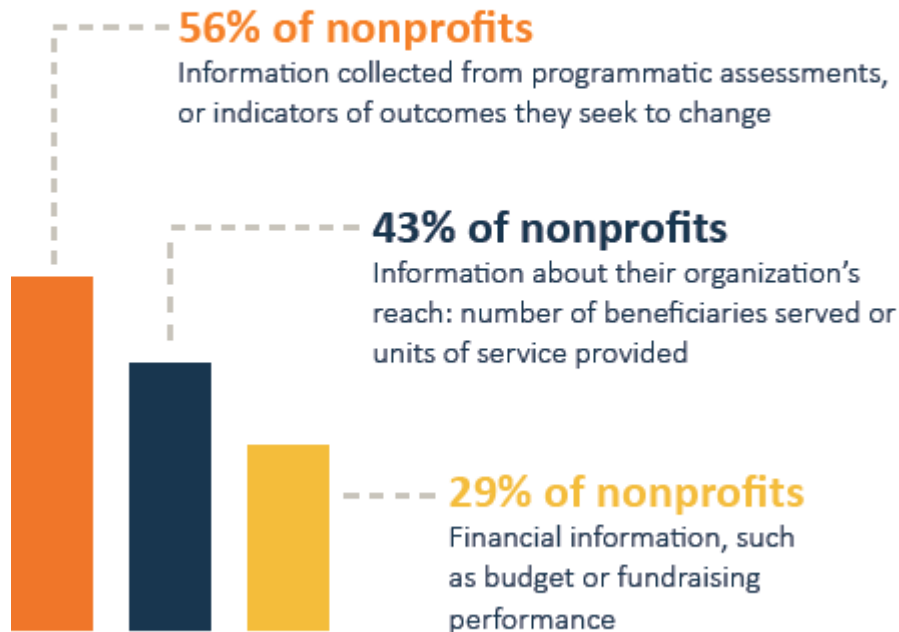 56% of nonprofits
Information collected from programmatic assessments,
or indicators of outcomes they seek to change
43% of nonprofits
Information about their organization’s
reach: number of beneficiaries served or
units of service provided
29% of nonprofits
Financial information, such
as budget or fundraising
performance